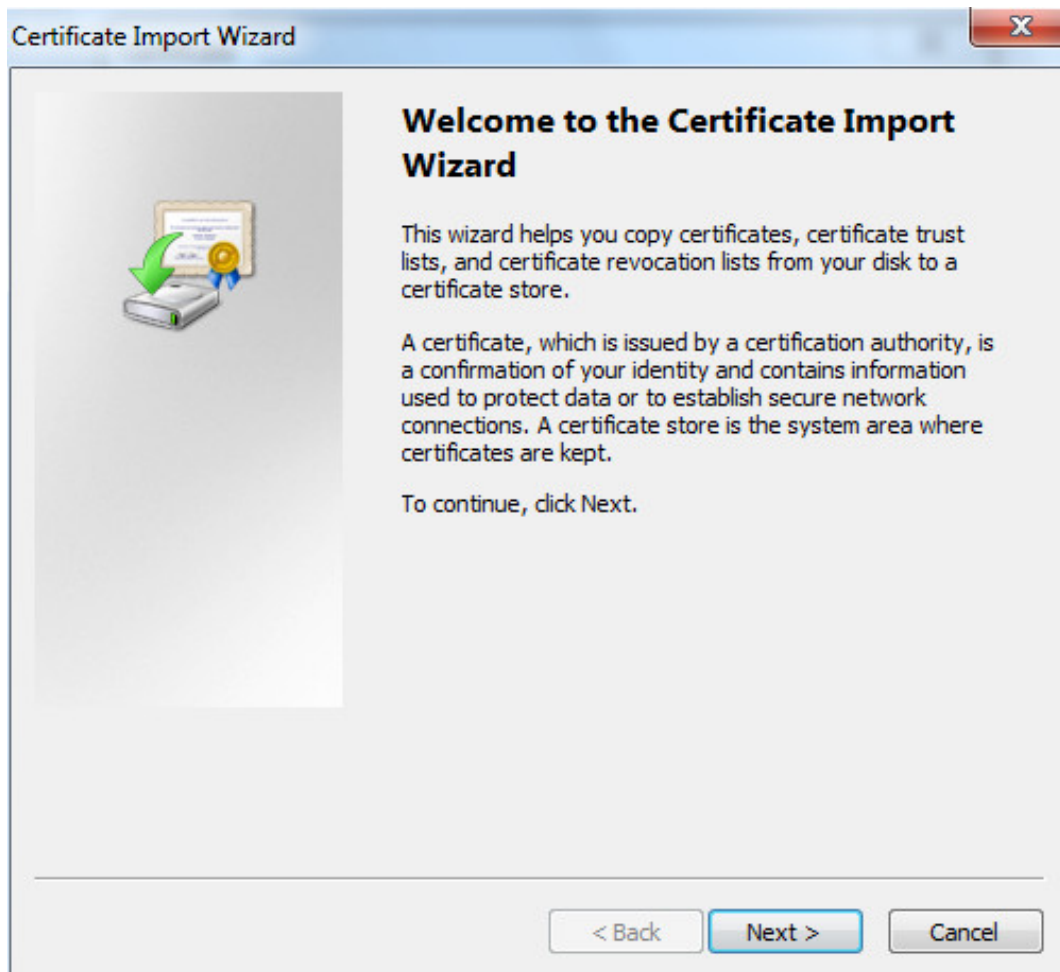 Certificate Import Wizard
X
Welcome to the Certificate Import
Wizard
This wizard helps you copy certificates, certificate trust
lists, and certificate revocation lists from your disk to a
certificate store.
A certificate, which is issued by a certification authority, is
a confirmation of your identity and contains information
used to protect data or to establish secure network
connections. A certificate store is the system area where
certificates are kept.
To continue, click Next.
< Back Next > Cancel